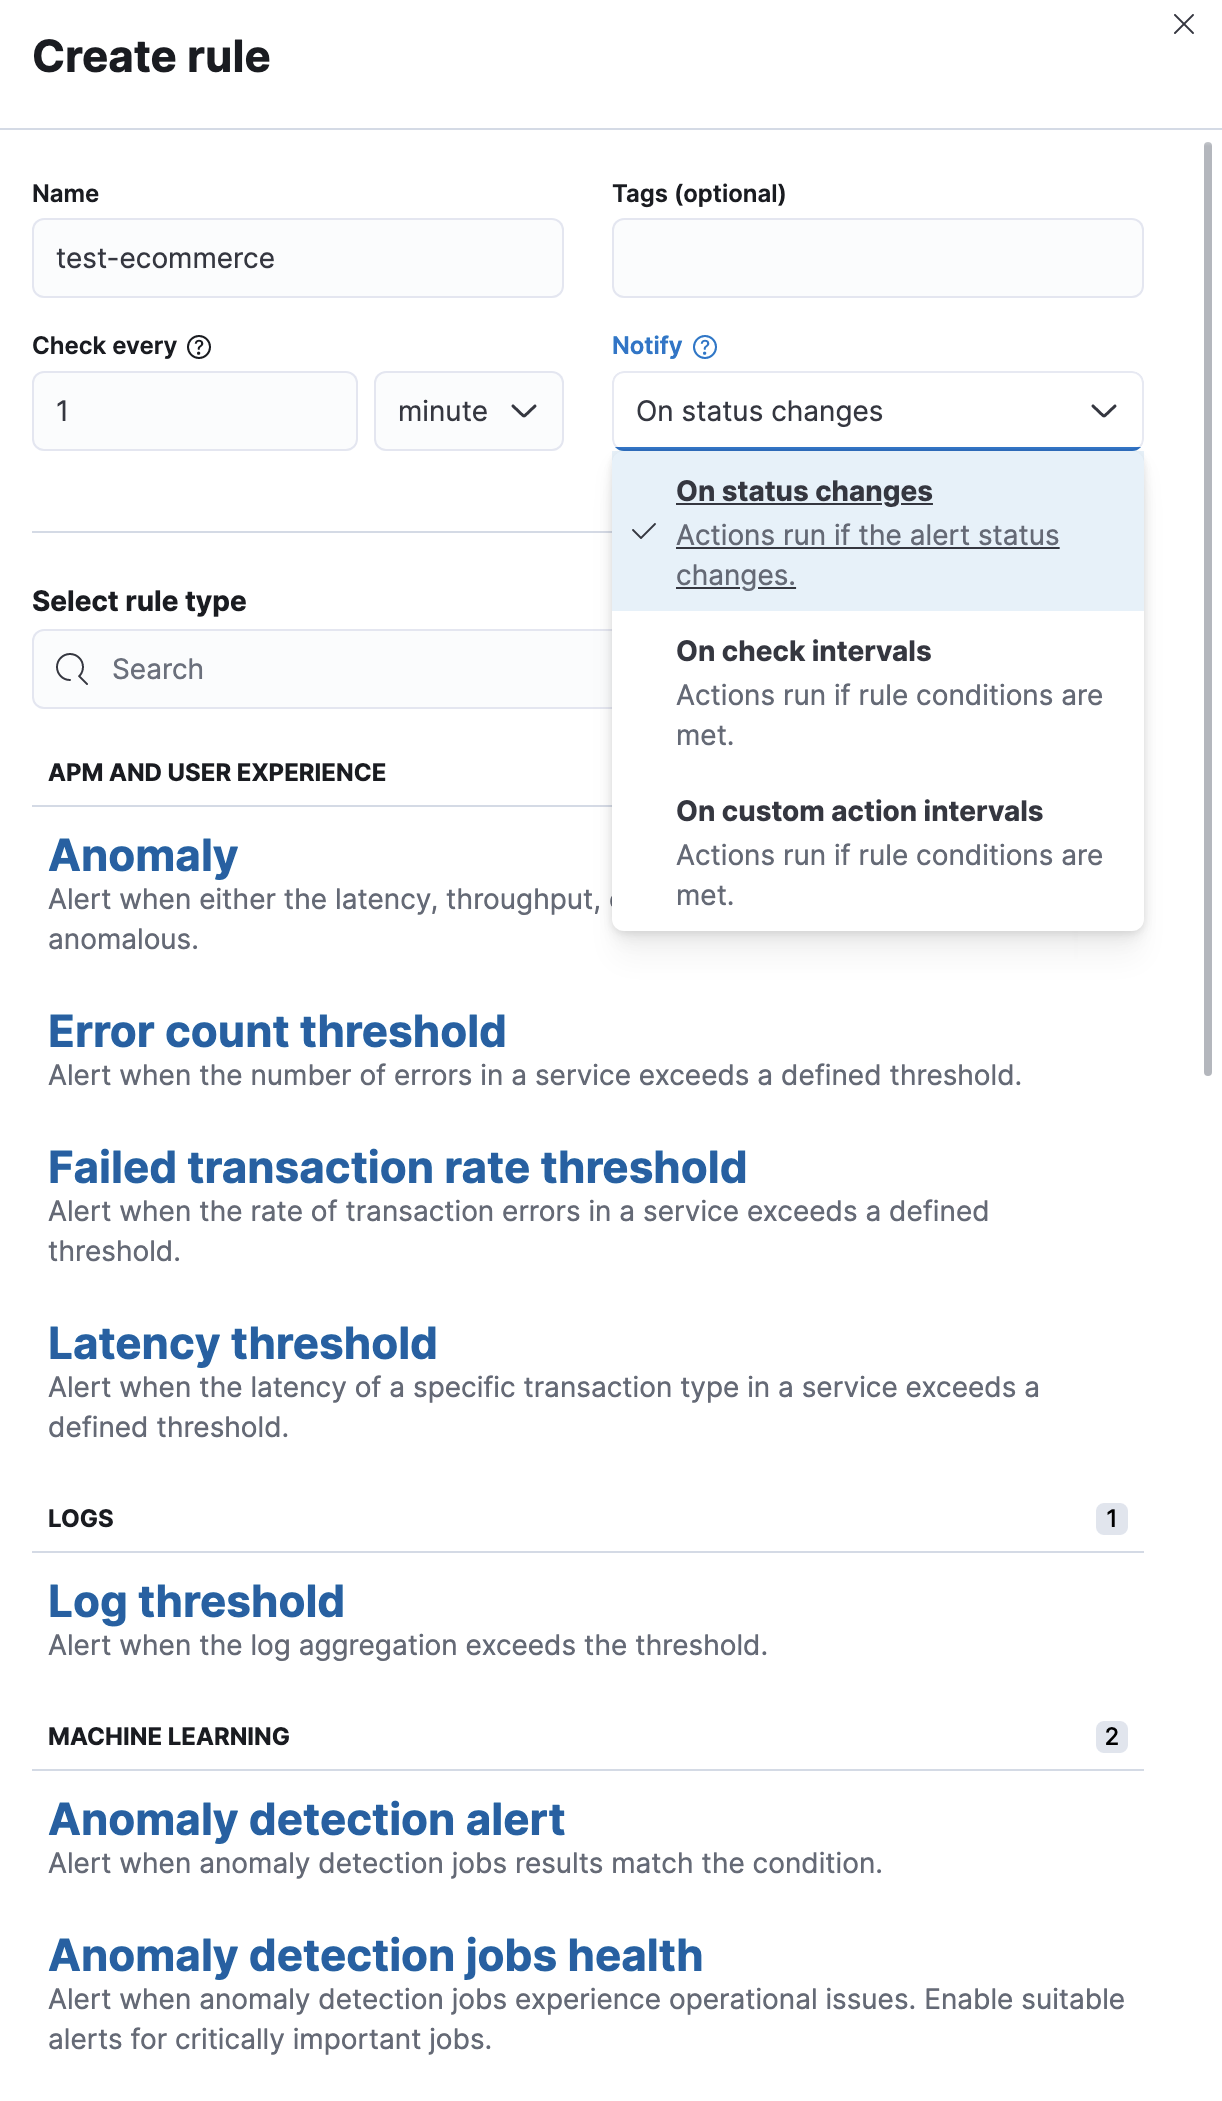 Create rule
Name
Tags (optional)
test-ecommerce
Check every
Notify
1
minute
On status changes
On status changes
Actions run if the alert status
changes.
On check intervals
Actions run if rule conditions are
met.
On custom action intervals
Actions run if rule conditions are
met.
Select rule type
Search
APM AND USER EXPERIENCE
Anomaly
Alert when either the latency, throughput,
anomalous.
Error count threshold
Alert when the number of errors in a service exceeds a defined threshold.
Failed transaction rate threshold
Alert when the rate of transaction errors in a service exceeds a defined
threshold.
Latency threshold
Alert when the latency of a specific transaction type in a service exceeds a
defined threshold.
LOGS 1
Log threshold
Alert when the log aggregation exceeds the threshold.
MACHINE LEARNING 2
Anomaly detection alert
Alert when anomaly detection jobs results match the condition.
Anomaly detection jobs health
Alert when anomaly detection jobs experience operational issues. Enable suitable
alerts for critically important jobs.